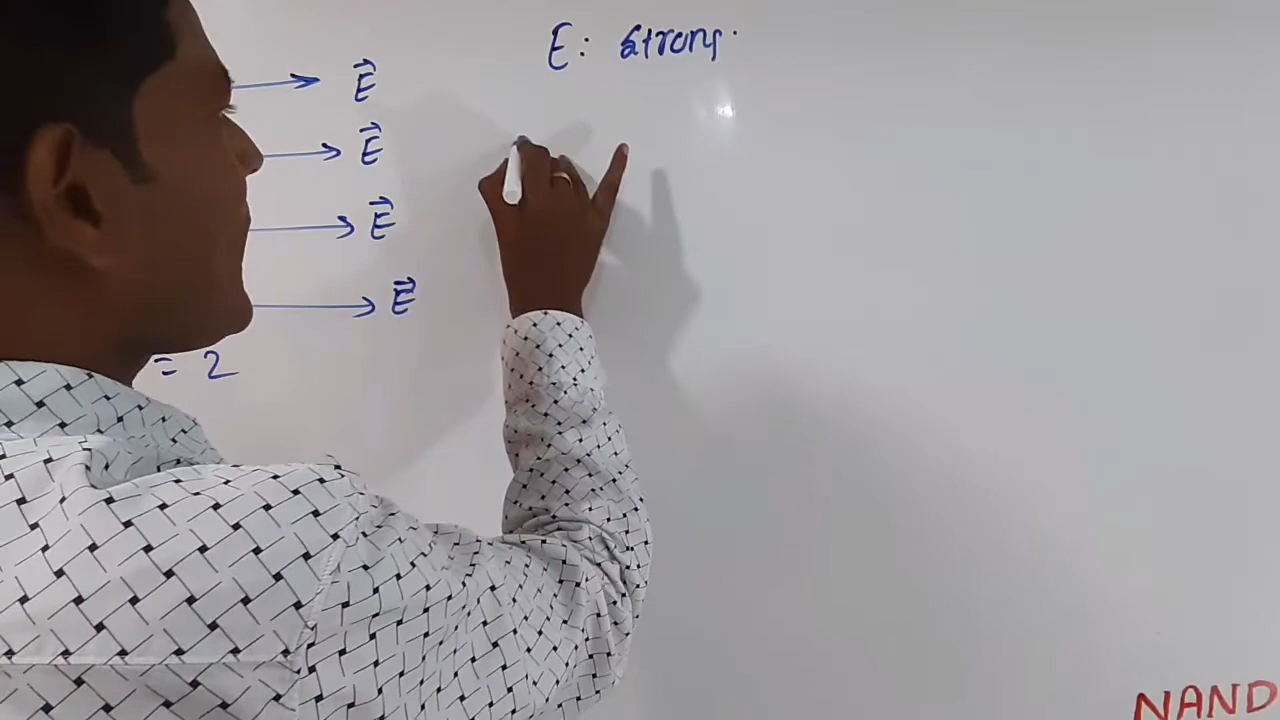 E: strong.
E⃗
E⃗
E⃗
E⃗
= 2
NAND